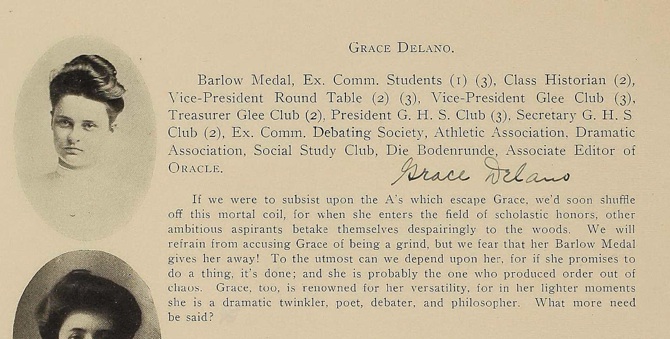 GRACE DELANO.
Barlow Medal, Ex. Comm. Students (1) (3), Class Historian (2),
Vice-President Round Table (2) (3), Vice-President Glee Club (3),
Treasurer Glee Club (2), President G. H. S. Club (3), Secretary G. H. S
Club (2), Ex. Comm. Debating Society, Athletic Association, Dramatic
Association, Social Study Club, Die Bodenrunde, Associate Editor of
ORACLE.
Grace Delano
If we were to subsist upon the A's which escape Grace, we'd soon shuffle
off this mortal coil, for when she enters the field of scholastic honors, other
ambitious aspirants betake themselves despairingly to the woods. We will
refrain from accusing Grace of being a grind, but we fear that her Barlow Medal
gives her away! To the utmost can we depend upon her, for if she promises to
do a thing, it's done; and she is probably the one who produced order out of
chaos. Grace, too, is renowned for her versatility, for in her lighter moments
she is a dramatic twinkler, poet, debater, and philosopher. What more need
be said?